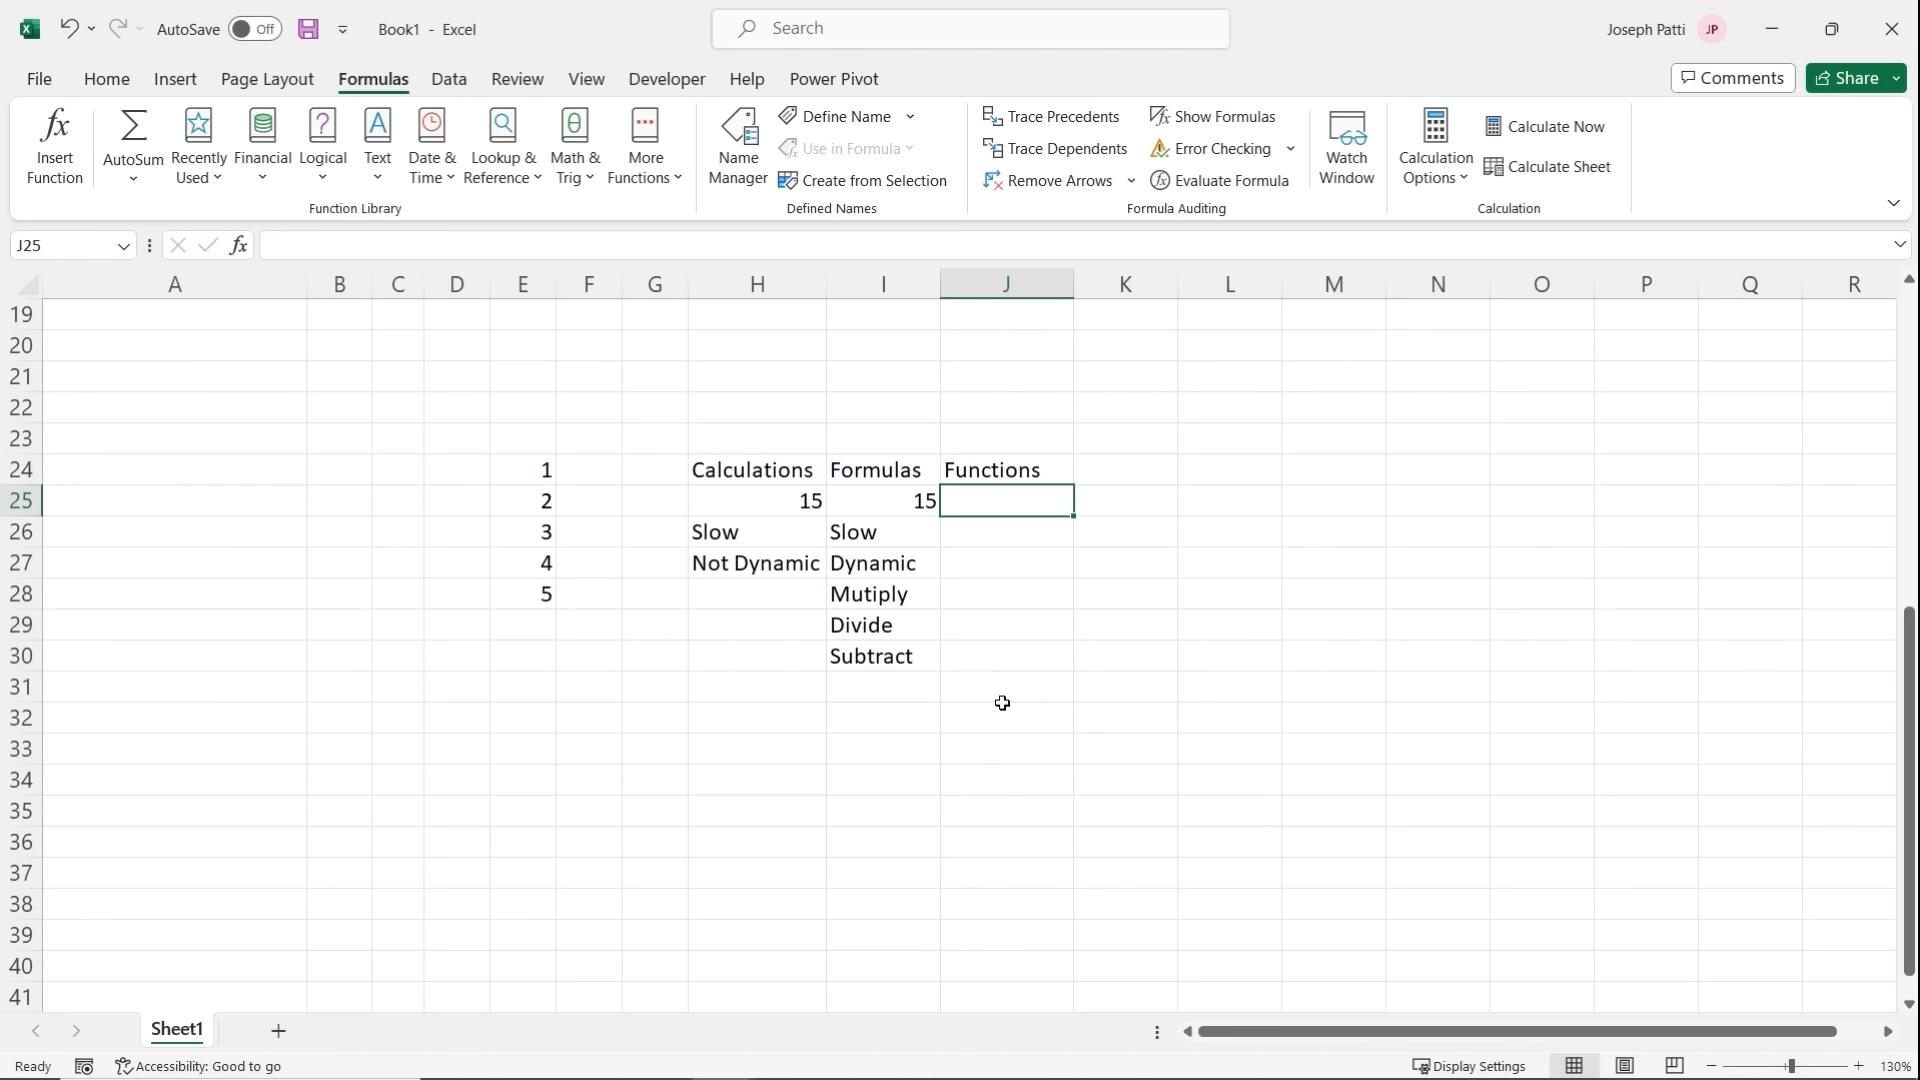 AutoSave Off Book1 - Excel Search Joseph Patti JP
File Home Insert Page Layout Formulas Data Review View Developer Help Power Pivot Comments Share
fx Insert Function
AutoSum
Recently Used
Financial
Logical
Text
Date & Time
Lookup & Reference
Math & Trig
More Functions
Function Library
Name Manager
Define Name
Use in Formula
Create from Selection
Defined Names
Trace Precedents
Trace Dependents
Remove Arrows
Show Formulas
Error Checking
Evaluate Formula
Formula Auditing
Watch Window
Calculation Options
Calculate Now
Calculate Sheet
Calculation
J25 fx
A B C D E F G H I J K L M N O P Q R
19
20
21
22
23
24 1 Calculations Formulas Functions
25 2 15 15
26 3 Slow Slow
27 4 Not Dynamic Dynamic
28 5 Mutiply
29 Divide
30 Subtract
31
32
33
34
35
36
37
38
39
40
41
Sheet1
Ready Accessibility: Good to go Display Settings 130%